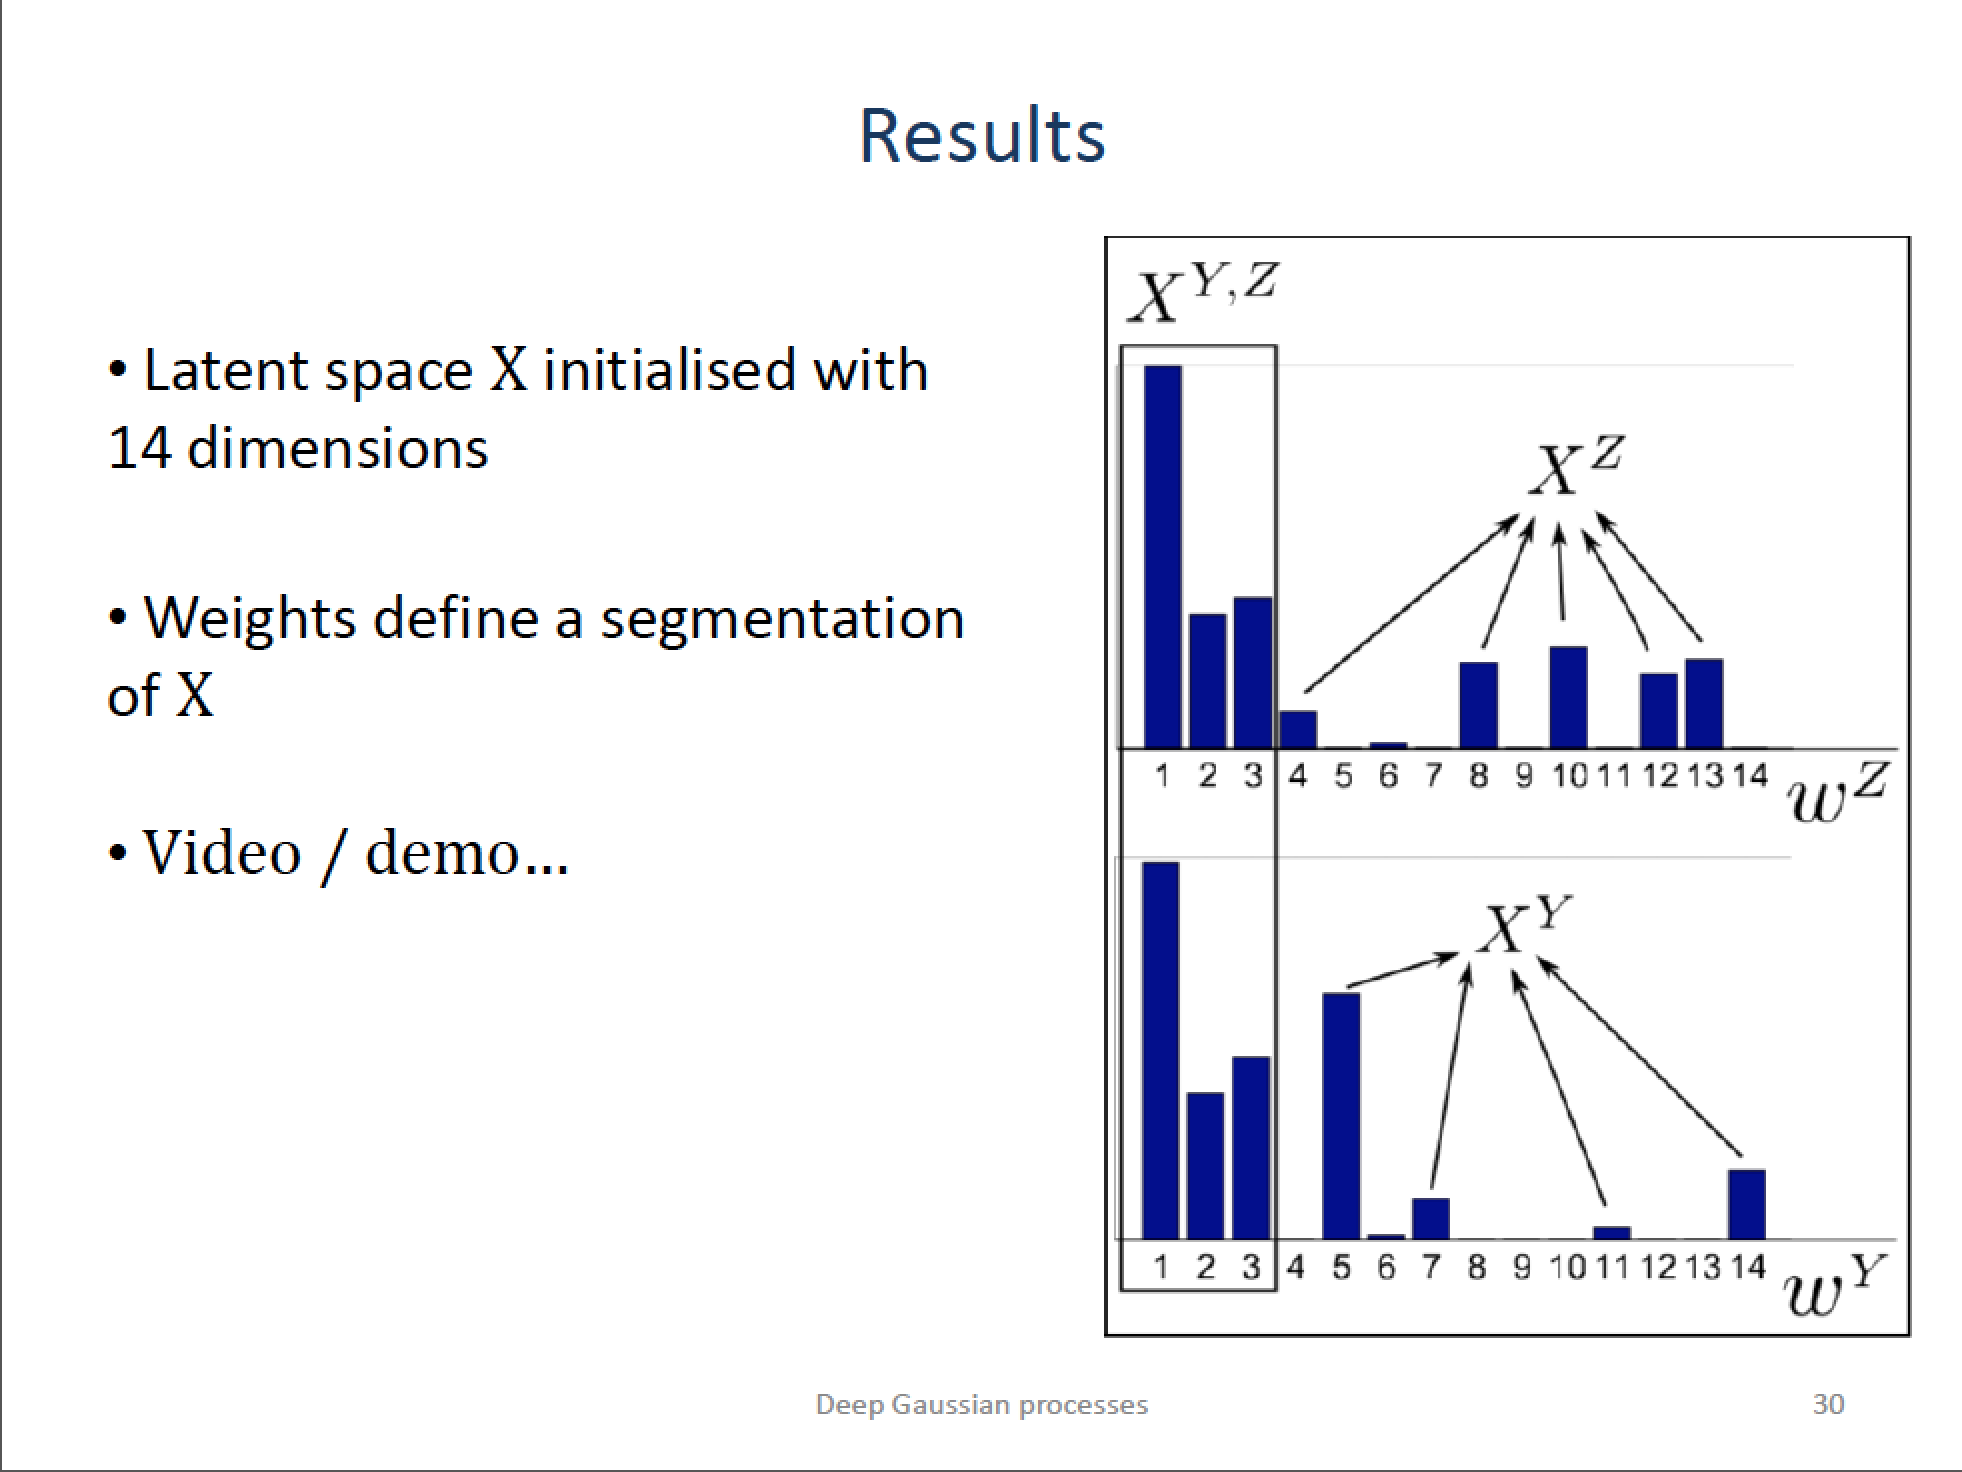 Results
• Latent space X initialised with
14 dimensions
• Weights define a segmentation
of X
• Video / demo...
X^{Y,Z}
X^Z
1 2 3 4 5 6 7 8 9 10 11 12 13 14
w^Z
X^Y
1 2 3 4 5 6 7 8 9 10 11 12 13 14
w^Y
Deep Gaussian processes
30